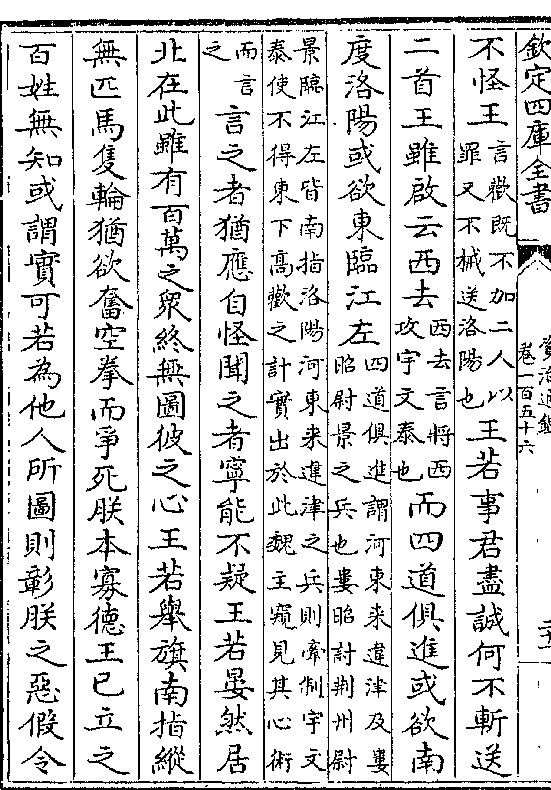 欽定四庫全書
資治通鑑
卷一百五十六
不怪王言歡既不加二人以罪又不械送洛陽也王若事君盡誠何不斬送
二首王雖啟云西去西去言將西攻宇文泰也而四道俱進或欲南
度洛陽或欲東臨江左四道俱進謂河東来違津及婁昭尉景之兵也婁昭討荆州尉
景臨江左皆南指洛陽河東来違津之兵則牽制宇文泰使不得東下髙歡之計實出於此魏主窺見其心術
而言之言之者猶應自怪聞之者寧能不疑王若晏然居
北在此雖有百萬之衆終無圖彼之心王若舉旗南指縱
無匹馬隻輪猶欲奮空拳而爭死朕本寡德王已立之
百姓無知或謂實可若為他人所圖則彰朕之惡假令